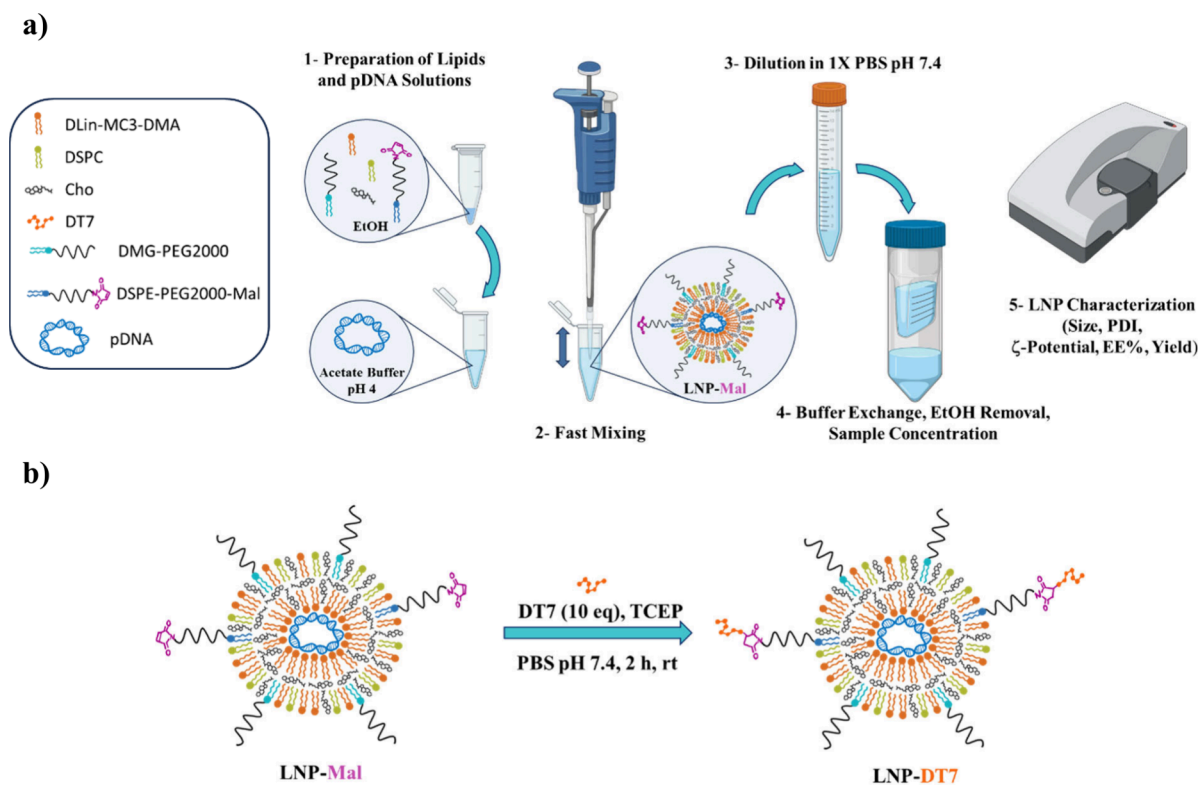 a)
1- Preparation of Lipids
and pDNA Solutions
DLin-MC3-DMA
DSPC
Cho
DT7
DMG-PEG2000
DSPE-PEG2000-Mal
pDNA
EtOH
Acetate Buffer
pH 4
2- Fast Mixing
LNP-Mal
3- Dilution in 1X PBS pH 7.4
4- Buffer Exchange, EtOH Removal,
Sample Concentration
5- LNP Characterization
(Size, PDI,
ζ-Potential, EE%, Yield)
b)
LNP-Mal
DT7 (10 eq), TCEP
PBS pH 7.4, 2 h, rt
LNP-DT7